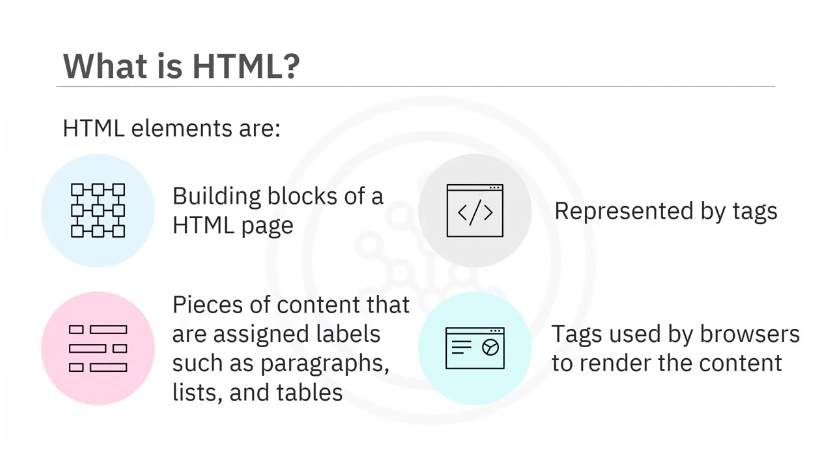 What is HTML?
HTML elements are:
Building blocks of a
HTML page
Represented by tags
</>
Pieces of content that
are assigned labels
such as paragraphs,
lists, and tables
Tags used by browsers
to render the content